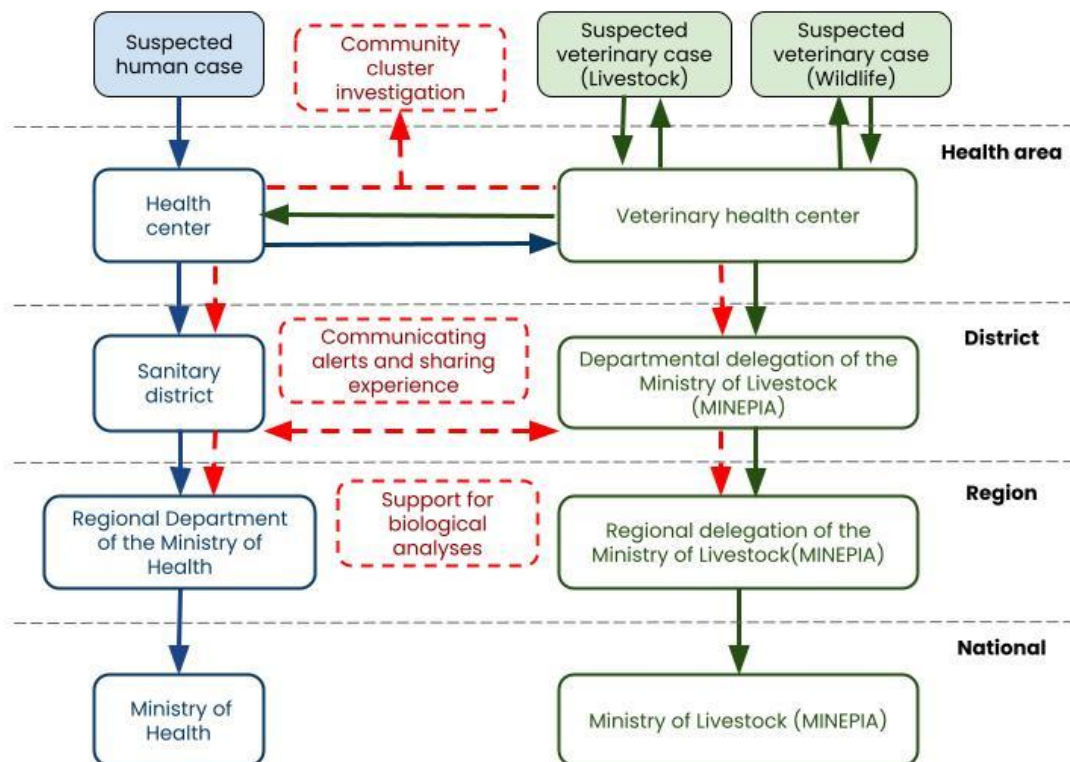 Suspected
human case
Community
cluster
investigation
Suspected
veterinary case
(Livestock)
Suspected
veterinary case
(Wildlife)
Health area
Health
center
Veterinary health center
District
Sanitary
district
Communicating
alerts and sharing
experience
Departmental delegation of the
Ministry of Livestock
(MINEPIA)
Region
Regional Department
of the Ministry of
Health
Support for
biological
analyses
Regional delegation of the
Ministry of Livestock(MINEPIA)
National
Ministry of
Health
Ministry of Livestock (MINEPIA)